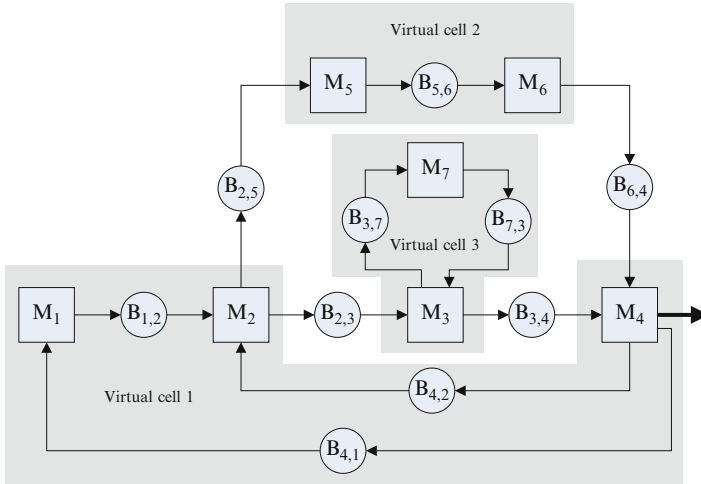 Virtual cell 2
M5
B5,6
M6
B2,5
M7
B6,4
B3,7
B7,3
Virtual cell 3
M1
B1,2
M2
B2,3
M3
B3,4
M4
Virtual cell 1
B4,2
B4,1